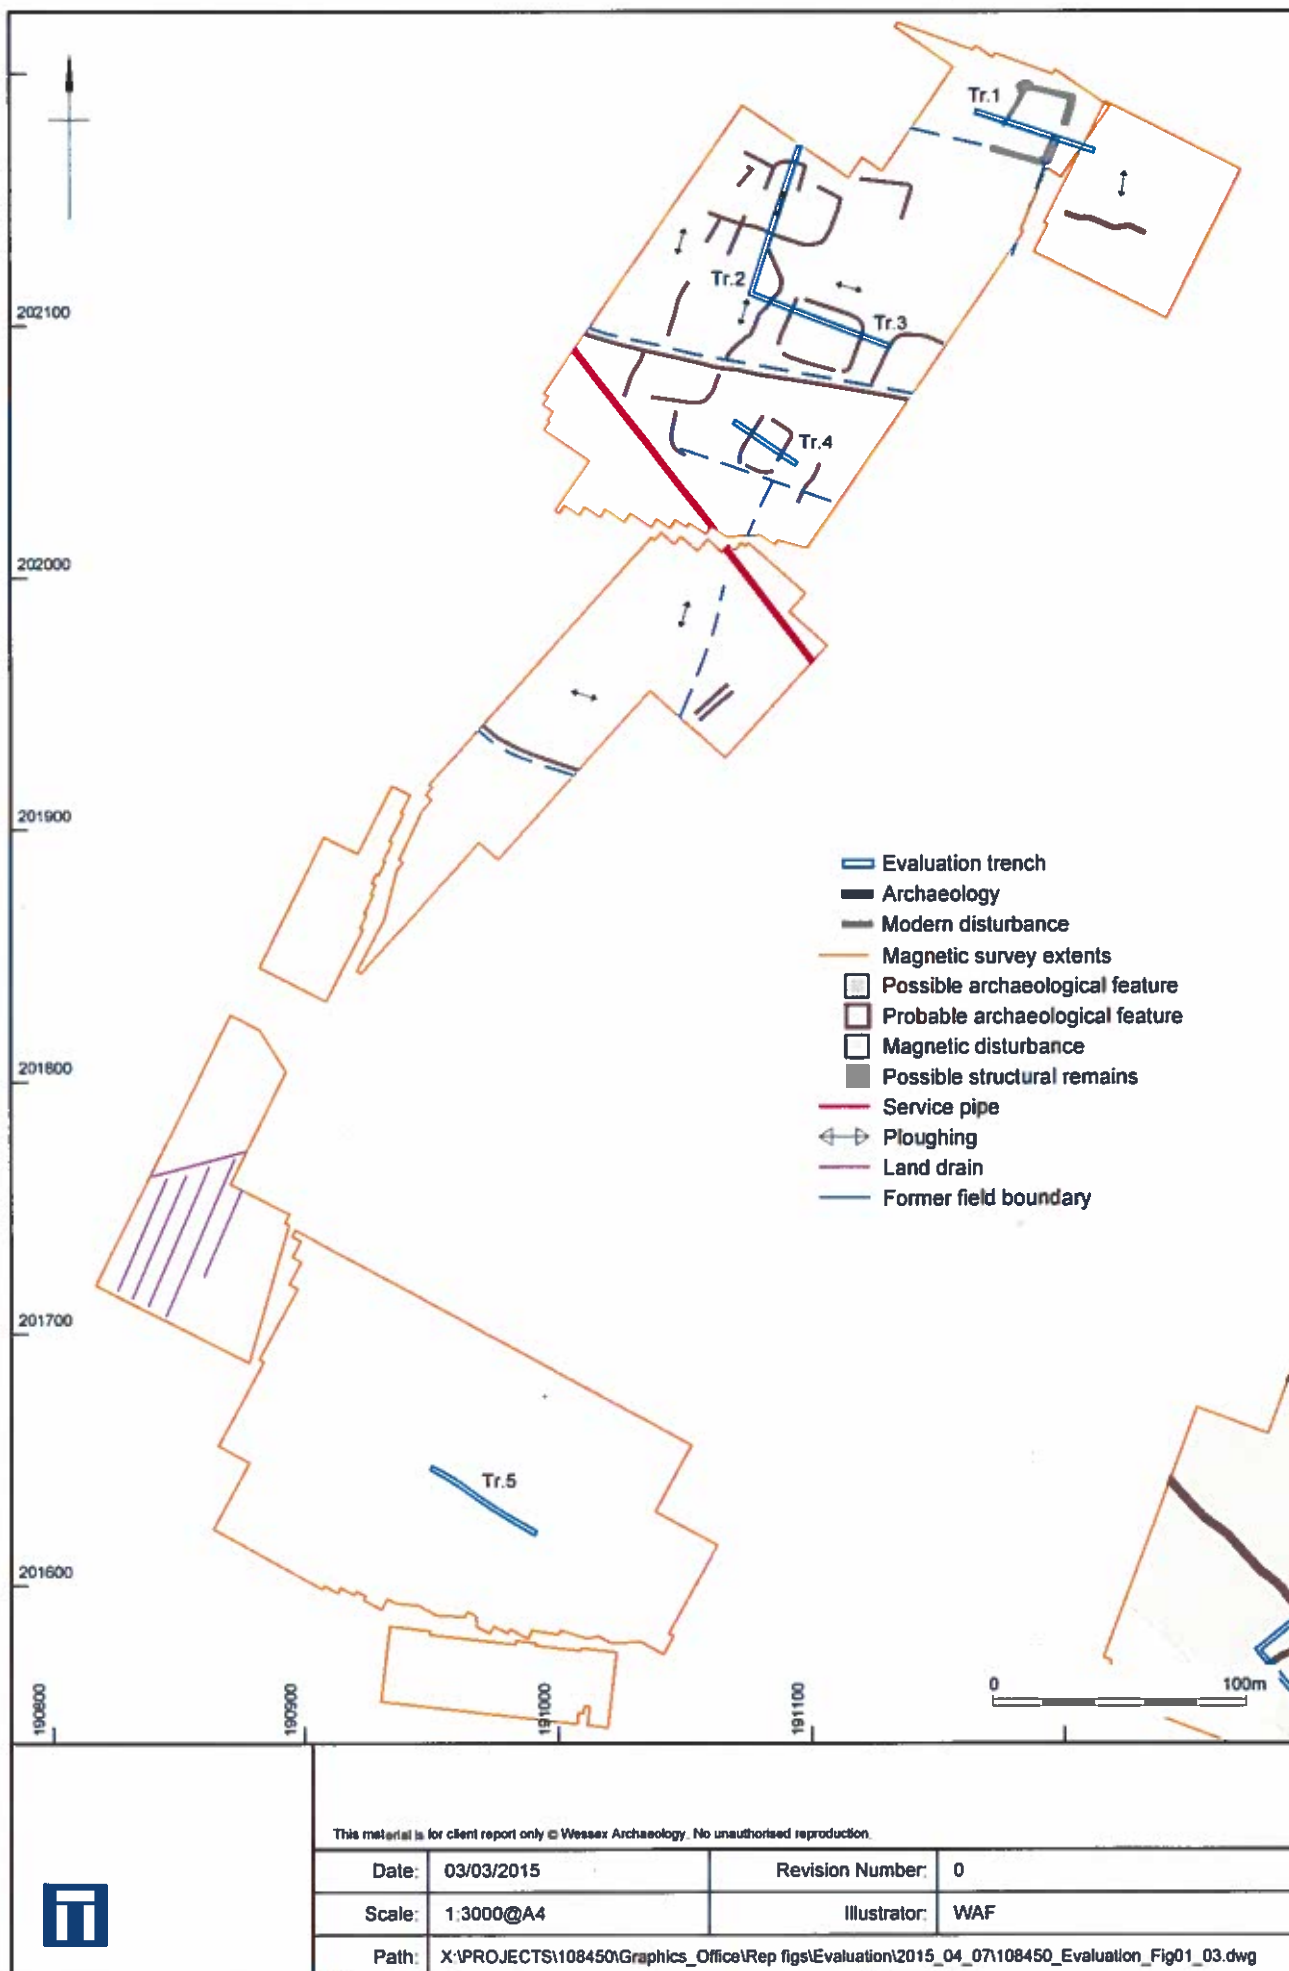 Tr.1
Tr.2
Tr.3
Tr.4
202100
202000
201900
201800
201700
201600
Evaluation trench
Archaeology
Modern disturbance
Magnetic survey extents
Possible archaeological feature
Probable archaeological feature
Magnetic disturbance
Possible structural remains
Service pipe
Ploughing
Land drain
Former field boundary
Tr.5
190800
190900
191000
191100
0 100m
This material is for client report only © Wessex Archaeology. No unauthorised reproduction.
Date: 03/03/2015 Revision Number: 0
Scale: 1:3000@A4 Illustrator: WAF
Path: X:\PROJECTS\108450\Graphics_Office\Rep figs\Evaluation\2015_04_07\108450_Evaluation_Fig01_03.dwg